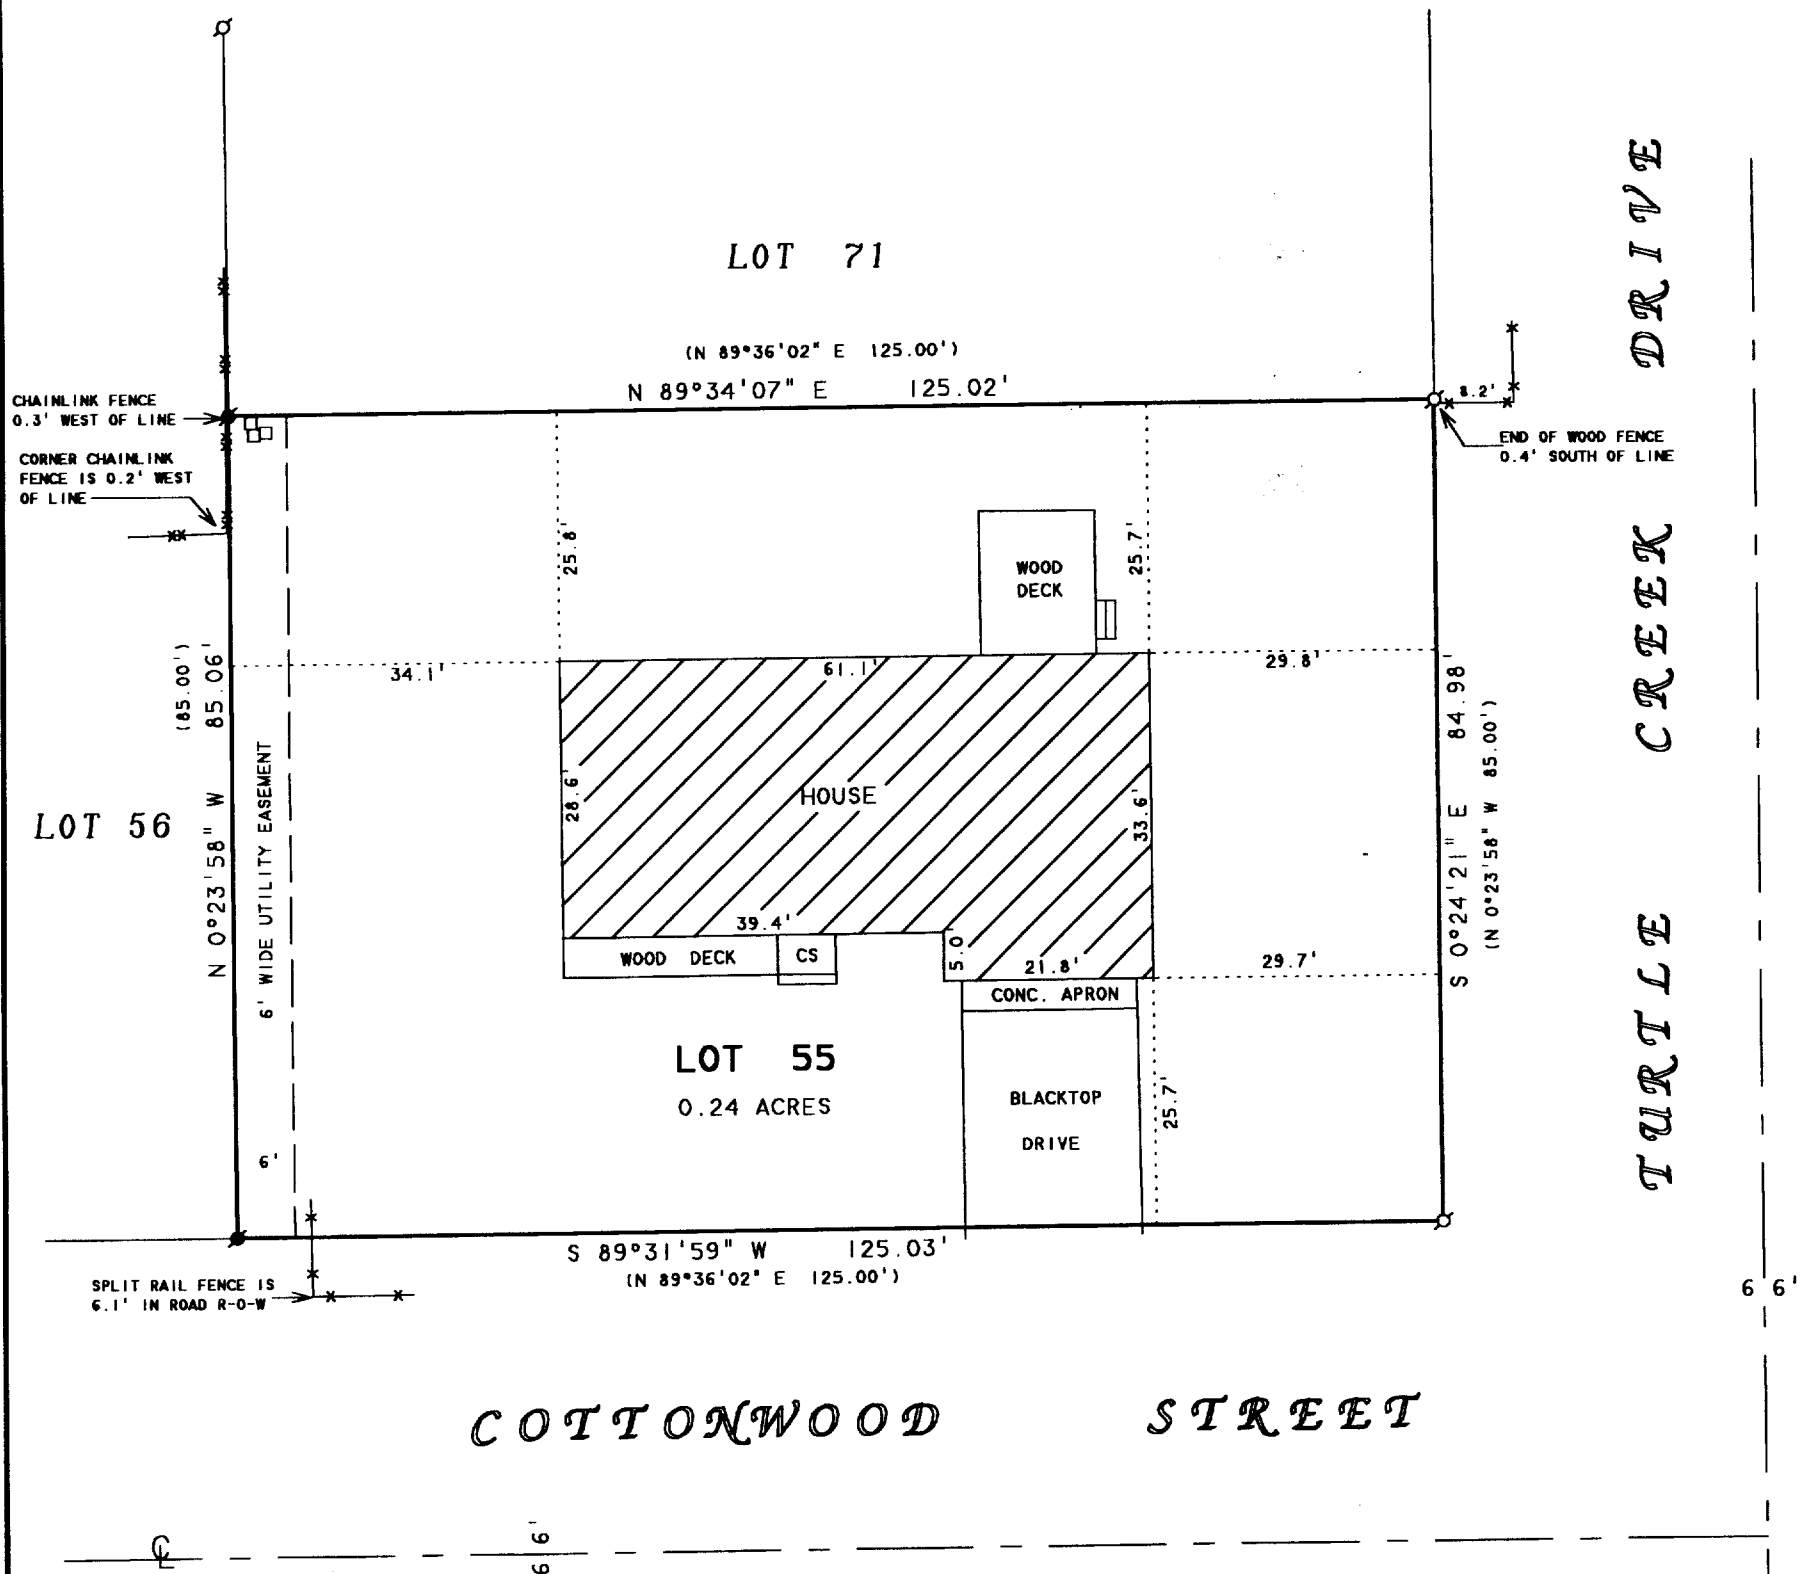 LOT 71
(N 89°36'02" E 125.00')
N 89°34'07" E 125.02'
CHAINLINK FENCE
0.3' WEST OF LINE
CORNER CHAINLINK
FENCE IS 0.2' WEST
OF LINE
8.2'
END OF WOOD FENCE
0.4' SOUTH OF LINE
25.8'
WOOD
DECK
25.7'
34.1'
61.1'
29.8'
(85.00')
N 0°23'58" W 85.06'
6' WIDE UTILITY EASEMENT
LOT 56
28.6'
HOUSE
33.6'
S 0°24'21" E 84.98'
(N 0°23'58" W 85.00')
39.4'
WOOD DECK
CS
5.0'
21.8'
29.7'
CONC. APRON
LOT 55
0.24 ACRES
BLACKTOP
DRIVE
25.7'
6'
S 89°31'59" W 125.03'
(N 89°36'02" E 125.00')
SPLIT RAIL FENCE IS
6.1' IN ROAD R-O-W
TURTLE CREEK DRIVE
66'
COTTONWOOD STREET
CL
66'